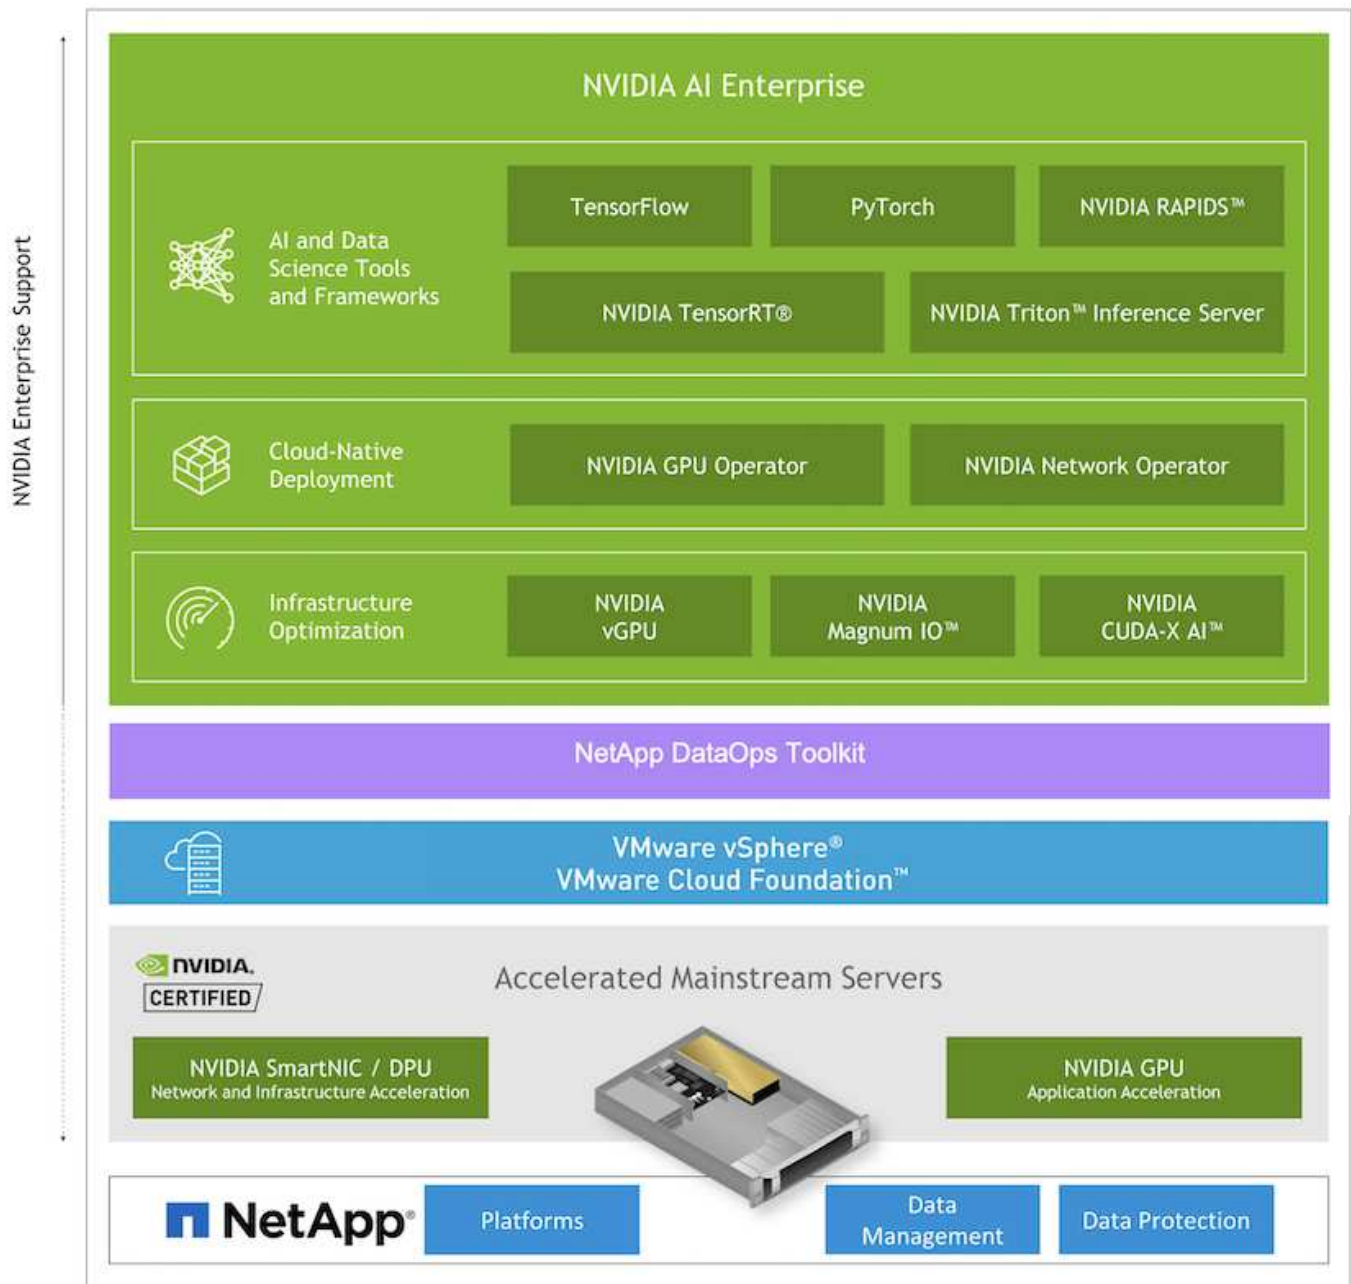 NVIDIA Enterprise Support
NVIDIA AI Enterprise
AI and Data
Science Tools
and Frameworks
TensorFlow
PyTorch
NVIDIA RAPIDS™
NVIDIA TensorRT®
NVIDIA Triton™ Inference Server
Cloud-Native
Deployment
NVIDIA GPU Operator
NVIDIA Network Operator
Infrastructure
Optimization
NVIDIA
vGPU
NVIDIA
Magnum IO™
NVIDIA
CUDA-X AI™
NetApp DataOps Toolkit
VMware vSphere®
VMware Cloud Foundation™
NVIDIA.
CERTIFIED
Accelerated Mainstream Servers
NVIDIA SmartNIC / DPU
Network and Infrastructure Acceleration
NVIDIA GPU
Application Acceleration
NetApp®
Platforms
Data
Management
Data Protection